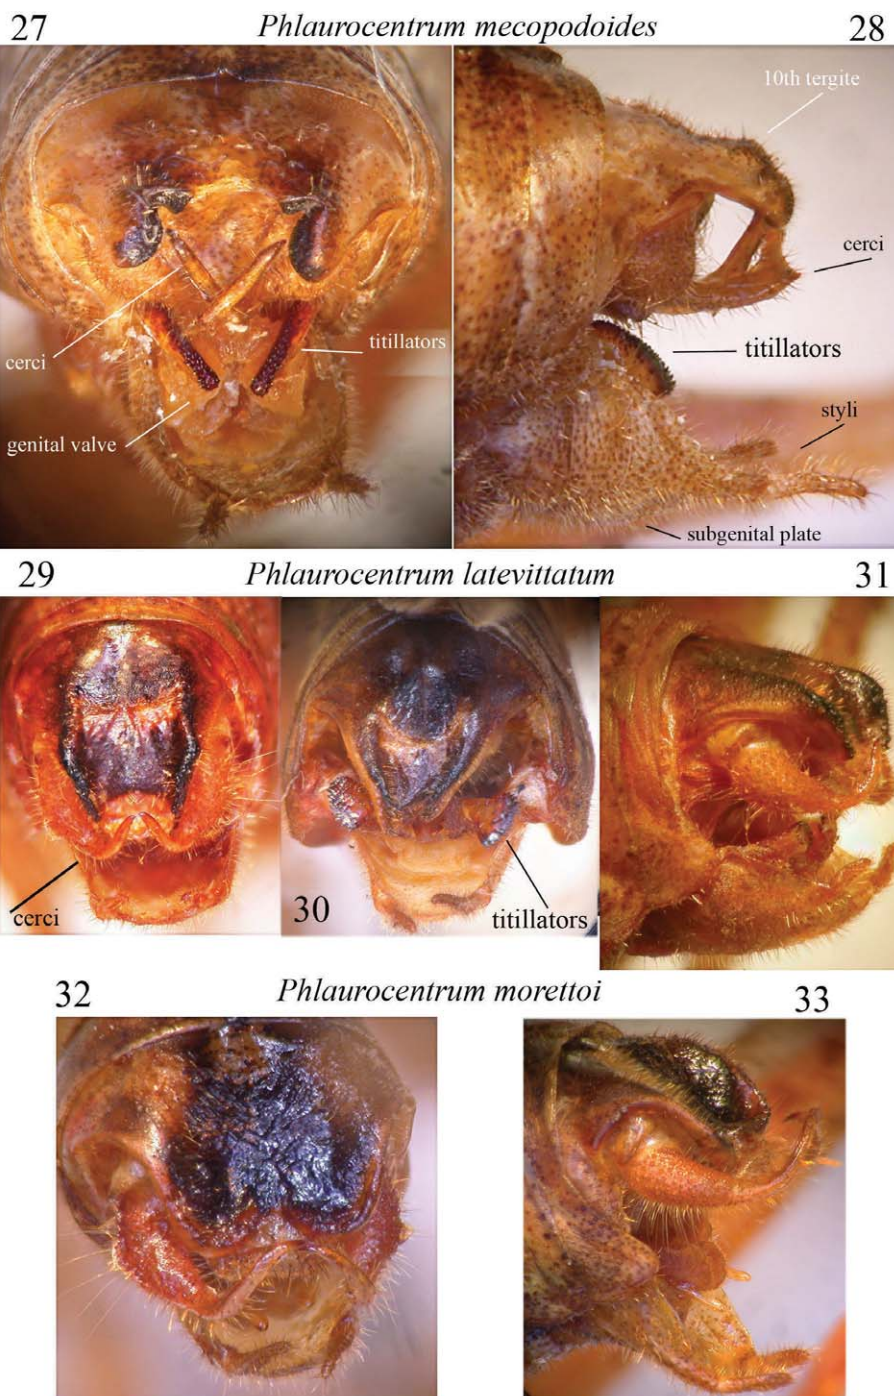 27 Phlaurocentrum mecopodoides 28
10th tergite
cerci
titillators
cerci
titillators
genital valve
styli
subgenital plate
29 Phlaurocentrum latevittatum 31
cerci
30
titillators
32 Phlaurocentrum morettoi 33